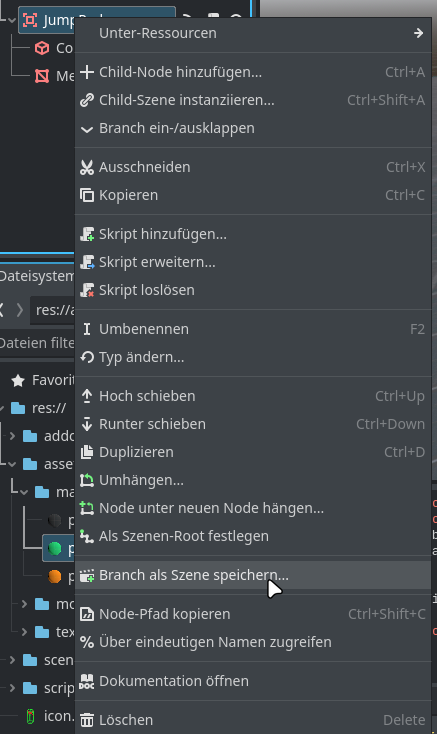 Jump
Unter-Ressourcen
Co
Child-Node hinzufügen... Ctrl+A
Me
Child-Szene instanziieren... Ctrl+Shift+A
Branch ein-/ausklappen
Ausschneiden Ctrl+X
Kopieren Ctrl+C
Skript hinzufügen...
Skript erweitern...
Dateisystem
Skript loslösen
res://a
Umbenennen F2
Dateien filte
Typ ändern...
Favorit
Hoch schieben Ctrl+Up
res://
Runter schieben Ctrl+Down
addo
Duplizieren Ctrl+D
asse
Umhängen...
ma
Node unter neuen Node hängen...
p
Als Szenen-Root festlegen
p
Branch als Szene speichern...
p
mo
Node-Pfad kopieren Ctrl+Shift+C
tex
Über eindeutigen Namen zugreifen
scen
Dokumentation öffnen
scrip
icon.
Löschen Delete